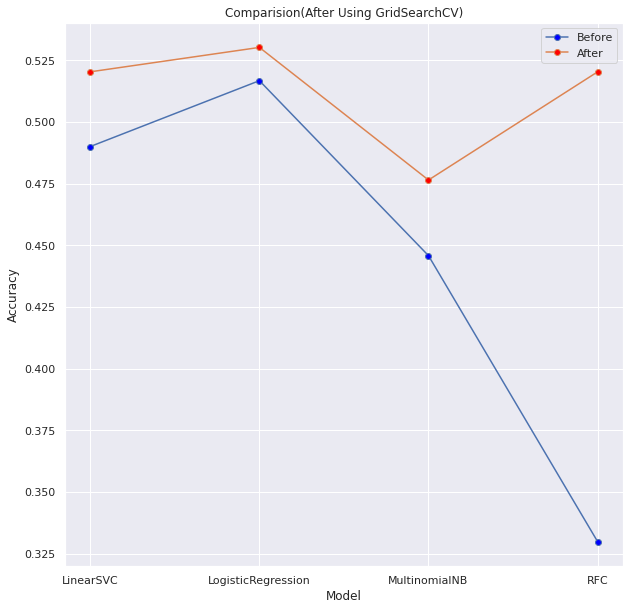 Comparision(After Using GridSearchCV)
Before
After
0.525
0.500
0.475
0.450
0.425
0.400
0.375
0.350
0.325
Accuracy
LinearSVC LogisticRegression MultinomialNB RFC
Model